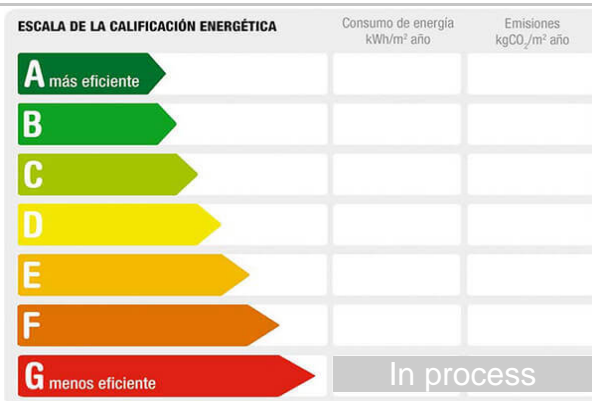 ESCALA DE LA CALIFICACIÓN ENERGÉTICA
Consumo de energía
kWh/m² año
Emisiones
kgCO₂/m² año
A más eficiente
B
C
D
E
F
G menos eficiente
In process